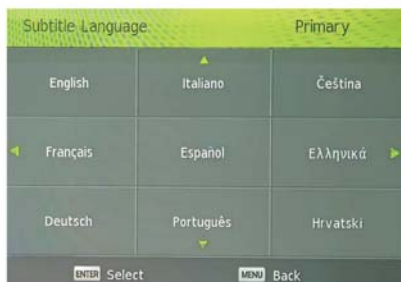 Subtitle Language Primary
English Italiano Čeština
Français Español Ελληνικά
Deutsch Português Hrvatski
ENTER Select MENU Back